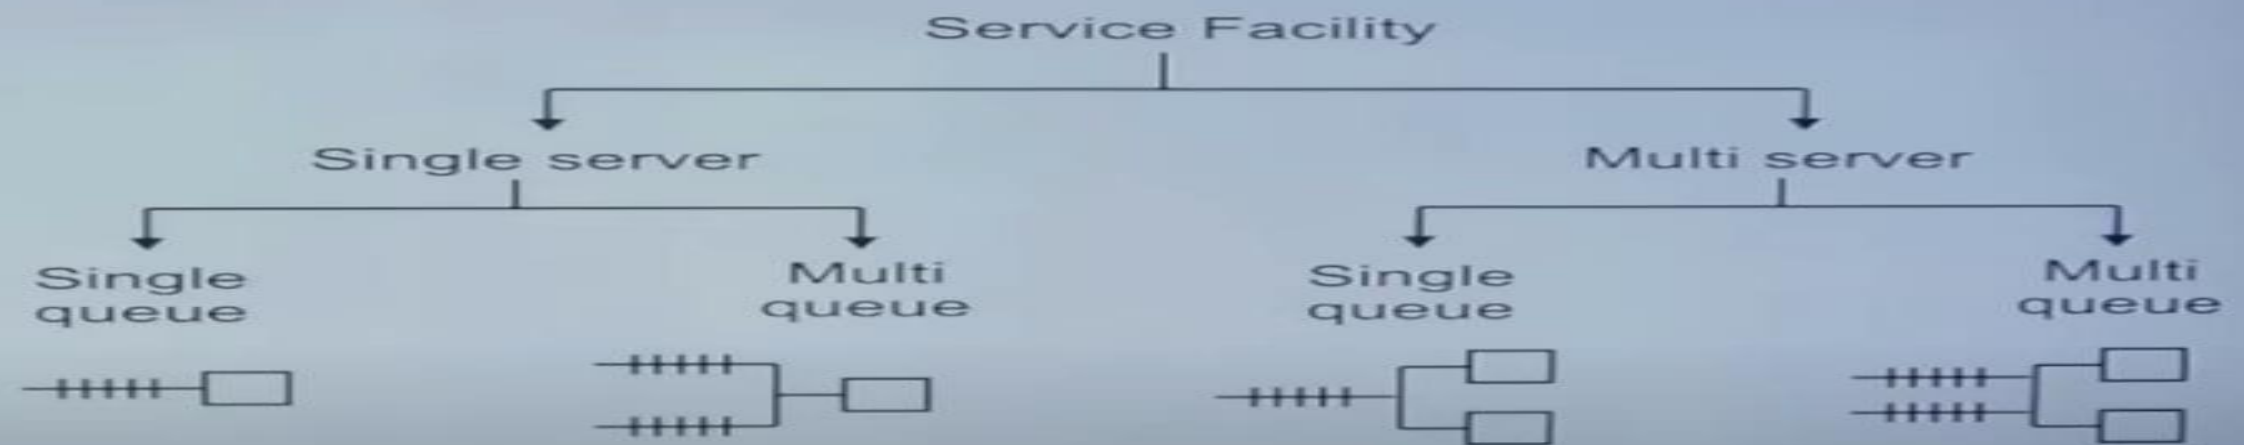 Service Facility
Single server
Multi server
Single
queue
Multi
queue
Single
queue
Multi
queue